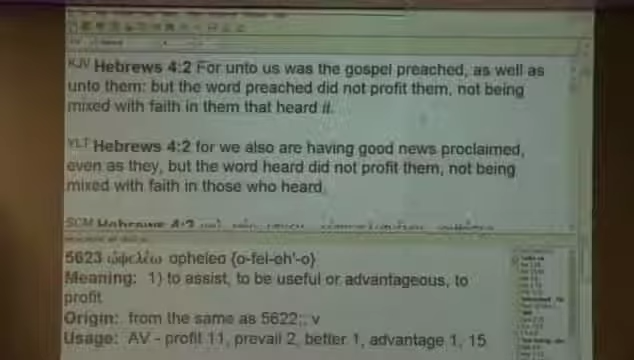 KJV Hebrews 4:2 For unto us was the gospel preached, as well as
unto them: but the word preached did not profit them, not being
mixed with faith in them that heard it.
YLT Hebrews 4:2 for we also are having good news proclaimed,
even as they, but the word heard did not profit them, not being
mixed with faith in those who heard.
SCM Hebrews 4:2
5623 ὠφελέω opheleo {o-fel-eh'-o}
Meaning: 1) to assist, to be useful or advantageous, to
profit
Origin: from the same as 5622;; v
Usage: AV - profit 11, prevail 2, better 1, advantage 1, 15